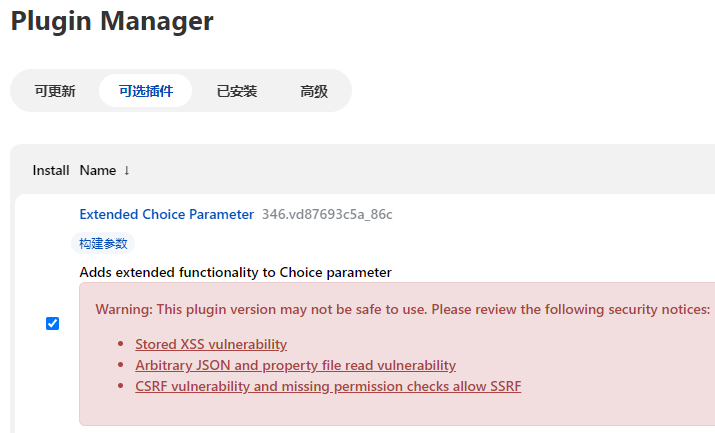 Plugin Manager
可更新 可选插件 已安装 高级
Install Name ↓
Extended Choice Parameter 346.vd87693c5a_86c
构建参数
Adds extended functionality to Choice parameter
Warning: This plugin version may not be safe to use. Please review the following security notices:
• Stored XSS vulnerability
• Arbitrary JSON and property file read vulnerability
• CSRF vulnerability and missing permission checks allow SSRF